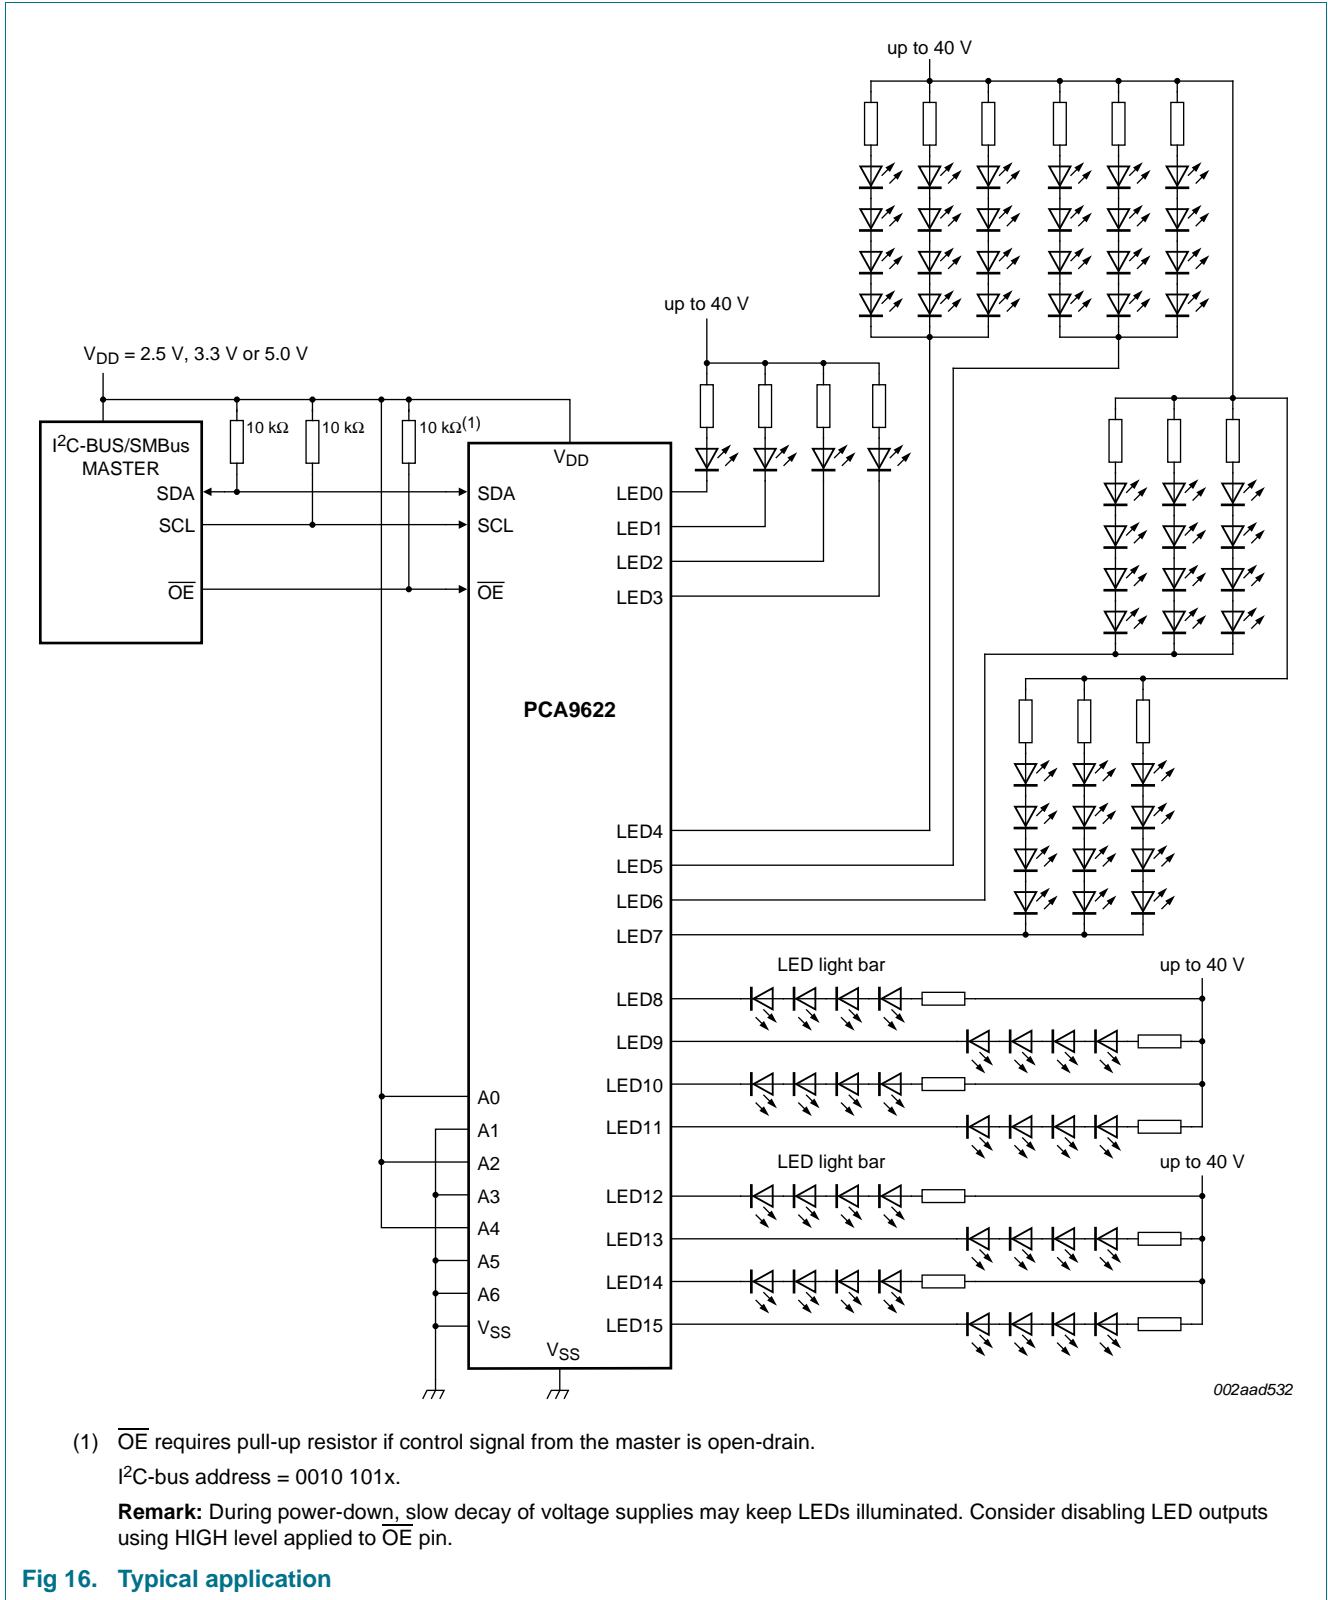 up to 40 V
up to 40 V
VDD = 2.5 V, 3.3 V or 5.0 V
10 kΩ
10 kΩ
10 kΩ(1)
I2C-BUS/SMBus
MASTER
SDA
SCL
OE
VDD
SDA
SCL
OE
LED0
LED1
LED2
LED3
PCA9622
LED4
LED5
LED6
LED7
LED light bar
up to 40 V
LED8
LED9
LED10
LED11
A0
A1
A2
A3
A4
A5
A6
VSS
VSS
LED light bar
up to 40 V
LED12
LED13
LED14
LED15
002aad532
(1) OE requires pull-up resistor if control signal from the master is open-drain.
I2C-bus address = 0010 101x.
Remark: During power-down, slow decay of voltage supplies may keep LEDs illuminated. Consider disabling LED outputs
using HIGH level applied to OE pin.
Fig 16. Typical application